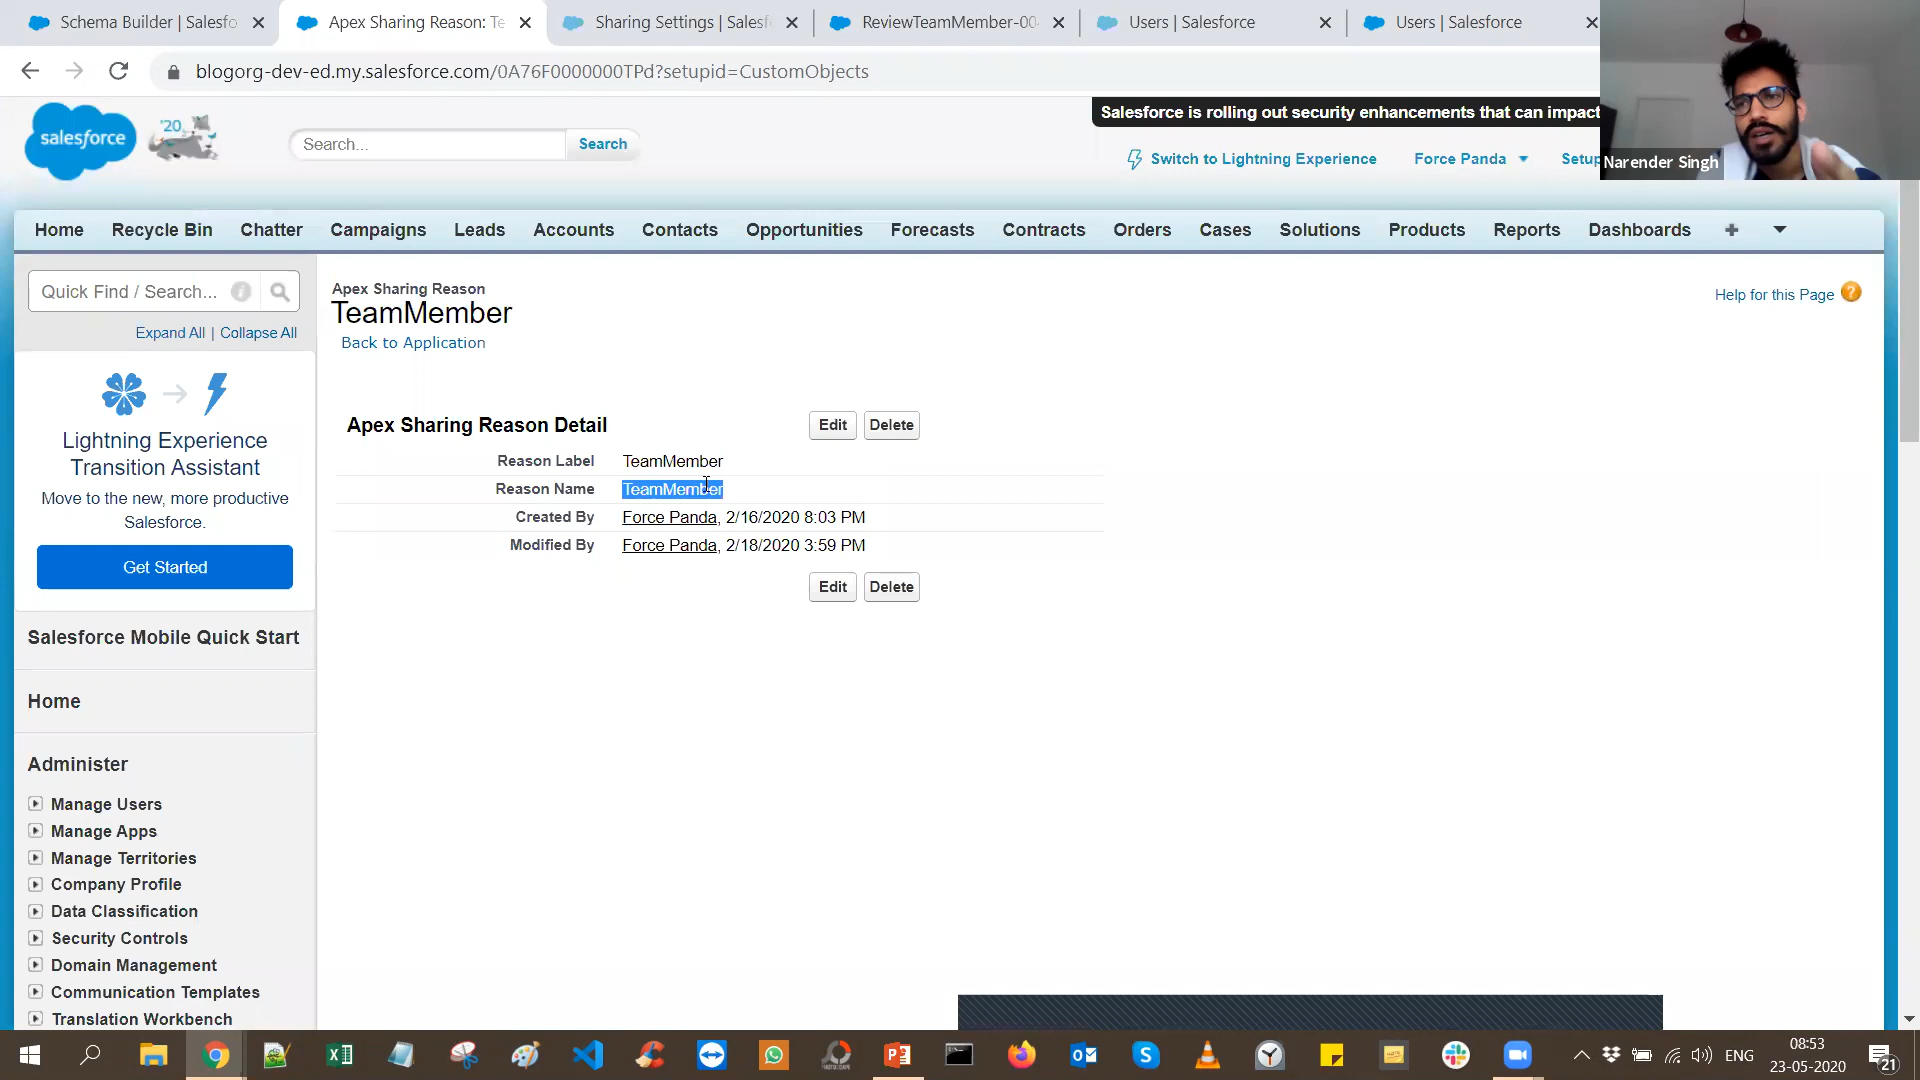 Schema Builder | Salesfo
Apex Sharing Reason: Te
Sharing Settings | Salesf
ReviewTeamMember-00
Users | Salesforce
Users | Salesforce
blogorg-dev-ed.my.salesforce.com/0A76F0000000TPd?setupid=CustomObjects
salesforce
'20
Search...
Search
Salesforce is rolling out security enhancements that can impact
Switch to Lightning Experience
Force Panda
Setup
Narender Singh
Home
Recycle Bin
Chatter
Campaigns
Leads
Accounts
Contacts
Opportunities
Forecasts
Contracts
Orders
Cases
Solutions
Products
Reports
Dashboards
+
Quick Find / Search...
Expand All | Collapse All
Lightning Experience
Transition Assistant
Move to the new, more productive
Salesforce.
Get Started
Salesforce Mobile Quick Start
Home
Administer
Manage Users
Manage Apps
Manage Territories
Company Profile
Data Classification
Security Controls
Domain Management
Communication Templates
Translation Workbench
Apex Sharing Reason
TeamMember
Back to Application
Help for this Page
Apex Sharing Reason Detail
Edit
Delete
Reason Label TeamMember
Reason Name TeamMember
Created By Force Panda, 2/16/2020 8:03 PM
Modified By Force Panda, 2/18/2020 3:59 PM
Edit
Delete
ENG
08:53
23-05-2020
21